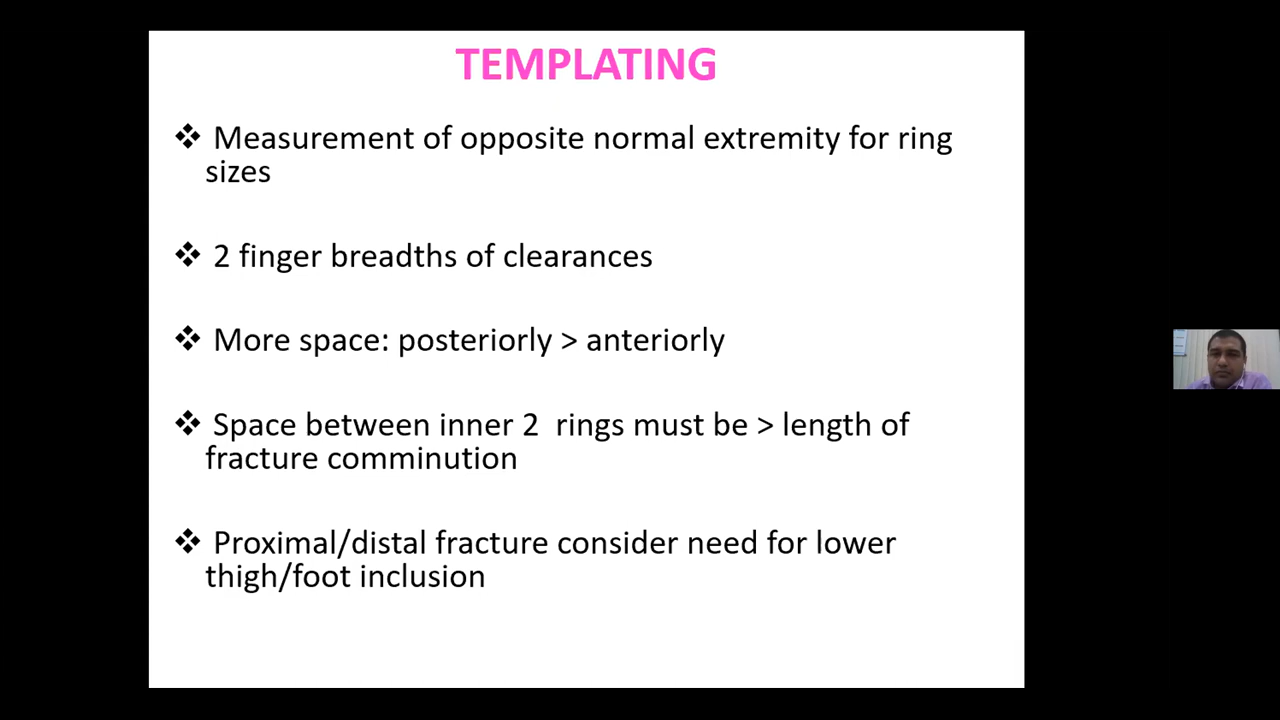 TEMPLATING
❖ Measurement of opposite normal extremity for ring
sizes
❖ 2 finger breadths of clearances
❖ More space: posteriorly > anteriorly
❖ Space between inner 2 rings must be > length of
fracture comminution
❖ Proximal/distal fracture consider need for lower
thigh/foot inclusion